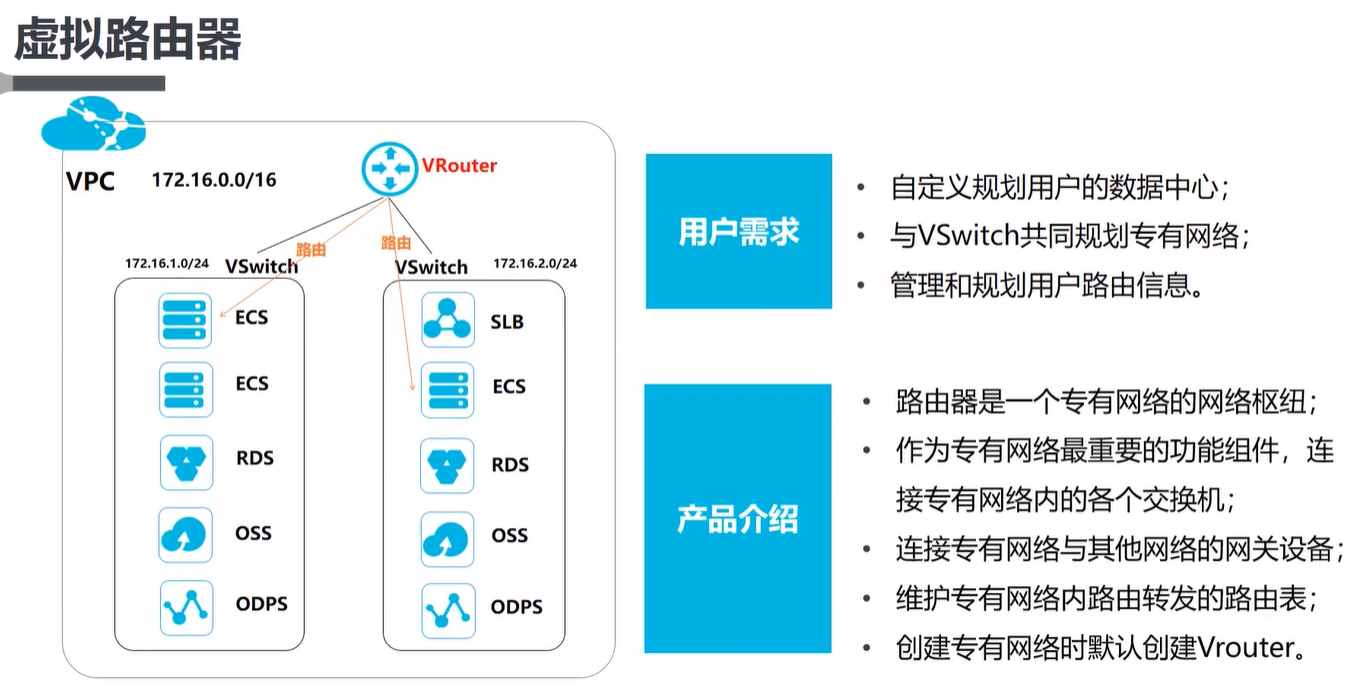 虚拟路由器
VPC 172.16.0.0/16
VRouter
路由 路由
172.16.1.0/24 VSwitch
VSwitch 172.16.2.0/24
ECS
ECS
RDS
OSS
ODPS
SLB
ECS
RDS
OSS
ODPS
用户需求
• 自定义规划用户的数据中心；
• 与VSwitch共同规划专有网络；
• 管理和规划用户路由信息。
产品介绍
• 路由器是一个专有网络的网络枢纽；
• 作为专有网络最重要的功能组件，连
接专有网络内的各个交换机；
• 连接专有网络与其他网络的网关设备；
• 维护专有网络内路由转发的路由表；
• 创建专有网络时默认创建Vrouter。